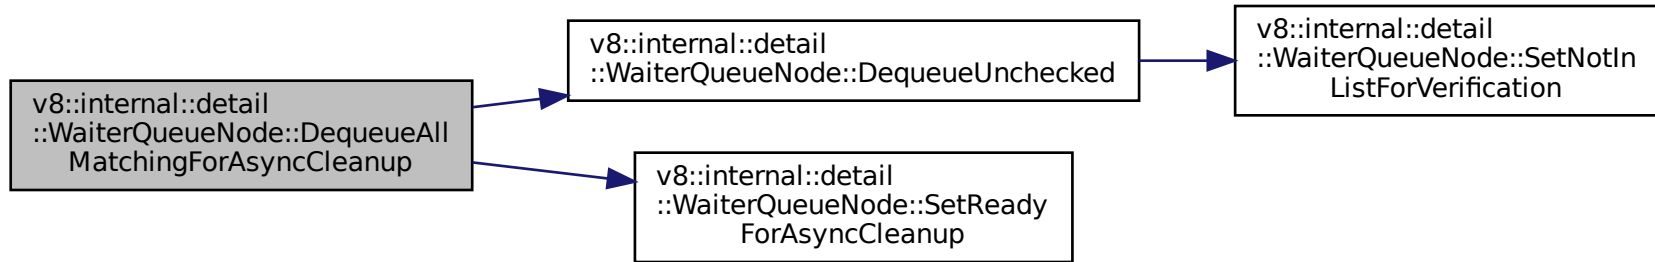 v8::internal::detail
::WaiterQueueNode::DequeueAll
MatchingForAsyncCleanup
v8::internal::detail
::WaiterQueueNode::DequeueUnchecked
v8::internal::detail
::WaiterQueueNode::SetNotIn
ListForVerification
v8::internal::detail
::WaiterQueueNode::SetReady
ForAsyncCleanup